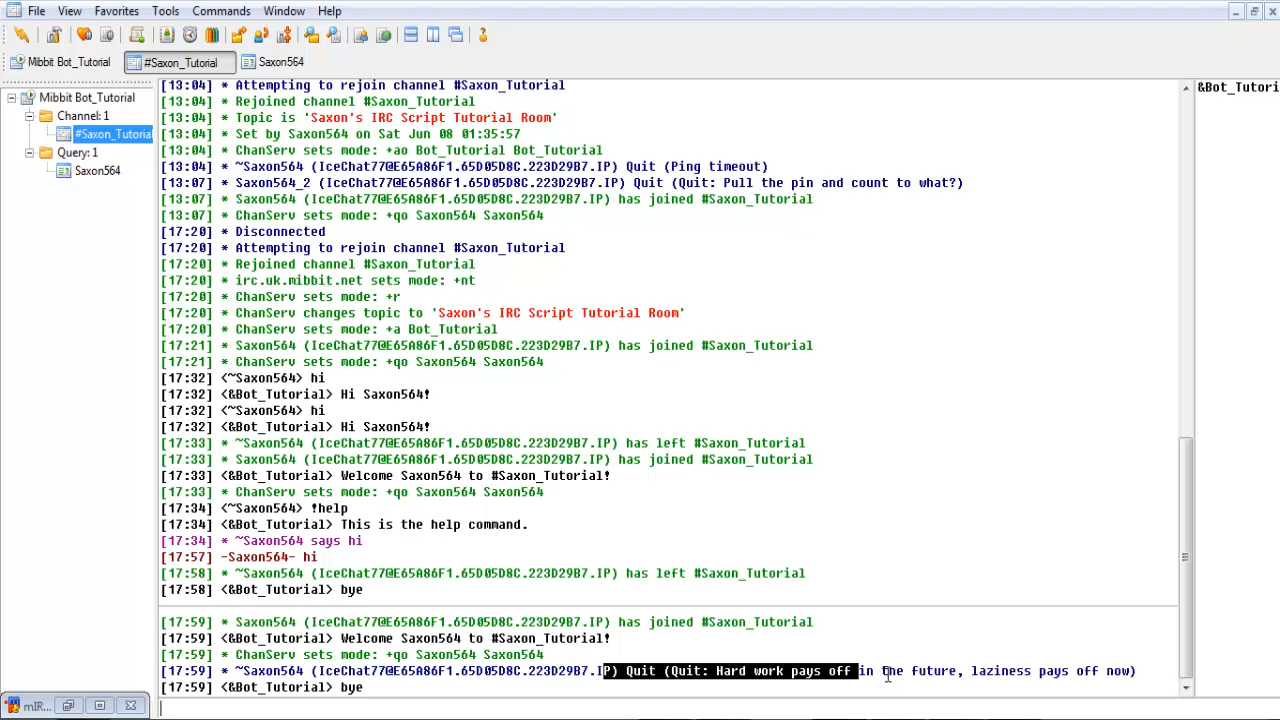 File View Favorites Tools Commands Window Help
Mibbit Bot_Tutorial #Saxon_Tutorial Saxon564
Mibbit Bot_Tutorial
Channel: 1
#Saxon_Tutorial
Query: 1
Saxon564
[13:04] * Attempting to rejoin channel #Saxon_Tutorial
[13:04] * Rejoined channel #Saxon_Tutorial
[13:04] * Topic is 'Saxon's IRC Script Tutorial Room'
[13:04] * Set by Saxon564 on Sat Jun 08 01:35:57
[13:04] * ChanServ sets mode: +ao Bot_Tutorial Bot_Tutorial
[13:04] * ~Saxon564 (IceChat77@E65A86F1.65D05D8C.223D29B7.IP) Quit (Ping timeout)
[13:07] * Saxon564_2 (IceChat77@E65A86F1.65D05D8C.223D29B7.IP) Quit (Quit: Pull the pin and count to what?)
[13:07] * Saxon564 (IceChat77@E65A86F1.65D05D8C.223D29B7.IP) has joined #Saxon_Tutorial
[13:07] * ChanServ sets mode: +qo Saxon564 Saxon564
[17:20] * Disconnected
[17:20] * Attempting to rejoin channel #Saxon_Tutorial
[17:20] * Rejoined channel #Saxon_Tutorial
[17:20] * irc.uk.mibbit.net sets mode: +nt
[17:20] * ChanServ sets mode: +r
[17:20] * ChanServ changes topic to 'Saxon's IRC Script Tutorial Room'
[17:20] * ChanServ sets mode: +a Bot_Tutorial
[17:21] * Saxon564 (IceChat77@E65A86F1.65D05D8C.223D29B7.IP) has joined #Saxon_Tutorial
[17:21] * ChanServ sets mode: +qo Saxon564 Saxon564
[17:32] <~Saxon564> hi
[17:32] <&Bot_Tutorial> Hi Saxon564!
[17:32] <~Saxon564> hi
[17:32] <&Bot_Tutorial> Hi Saxon564!
[17:33] * ~Saxon564 (IceChat77@E65A86F1.65D05D8C.223D29B7.IP) has left #Saxon_Tutorial
[17:33] * Saxon564 (IceChat77@E65A86F1.65D05D8C.223D29B7.IP) has joined #Saxon_Tutorial
[17:33] <&Bot_Tutorial> Welcome Saxon564 to #Saxon_Tutorial!
[17:33] * ChanServ sets mode: +qo Saxon564 Saxon564
[17:34] <~Saxon564> !help
[17:34] <&Bot_Tutorial> This is the help command.
[17:34] * ~Saxon564 says hi
[17:57] -Saxon564- hi
[17:58] * ~Saxon564 (IceChat77@E65A86F1.65D05D8C.223D29B7.IP) has left #Saxon_Tutorial
[17:58] <&Bot_Tutorial> bye
[17:59] * Saxon564 (IceChat77@E65A86F1.65D05D8C.223D29B7.IP) has joined #Saxon_Tutorial
[17:59] <&Bot_Tutorial> Welcome Saxon564 to #Saxon_Tutorial!
[17:59] * ChanServ sets mode: +qo Saxon564 Saxon564
[17:59] * ~Saxon564 (IceChat77@E65A86F1.65D05D8C.223D29B7.IP) Quit (Quit: Hard work pays off in the future, laziness pays off now)
[17:59] <&Bot_Tutorial> bye
&Bot_Tutori
mIR...